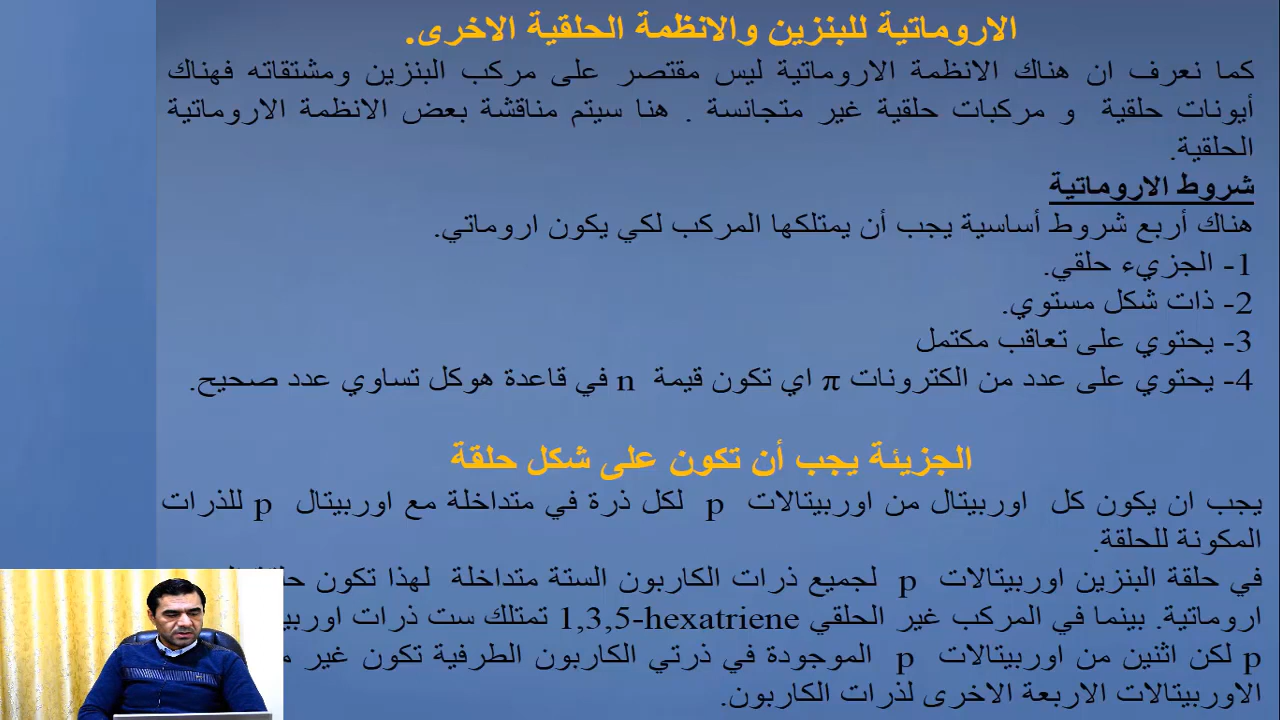 الاروماتية للبنزين والانظمة الحلقية الاخرى.
كما نعرف ان هناك الانظمة الاروماتية ليس مقتصر على مركب البنزين ومشتقاته فهناك
أيونات حلقية و مركبات حلقية غير متجانسة . هنا سيتم مناقشة بعض الانظمة الاروماتية
الحلقية.
شروط الاروماتية
هناك أربع شروط أساسية يجب أن يمتلكها المركب لكي يكون اروماتي.
1- الجزيء حلقي.
2- ذات شكل مستوي.
3- يحتوي على تعاقب مكتمل
4- يحتوي على عدد من الكترونات π اي تكون قيمة n في قاعدة هوكل تساوي عدد صحيح.
الجزيئة يجب أن تكون على شكل حلقة
يجب ان يكون كل اوربيتال من اوربيتالات p لكل ذرة في متداخلة مع اوربيتال p للذرات
المكونة للحلقة.
في حلقة البنزين اوربيتالات p لجميع ذرات الكاربون الستة متداخلة لهذا تكون
اروماتية. بينما في المركب غير الحلقي 1,3,5-hexatriene تمتلك ست ذرات
p لكن اثنين من اوربيتالات p الموجودة في ذرتي الكاربون الطرفية تكون غير
الاوربيتالات الاربعة الاخرى لذرات الكاربون.